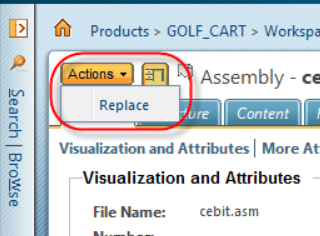 Products > GOLF_CART > Workspa
Actions
Assembly - ce
Replace
ure Content
Visualization and Attributes | More At
Visualization and Attributes
File Name: cebit.asm
Search | Browse